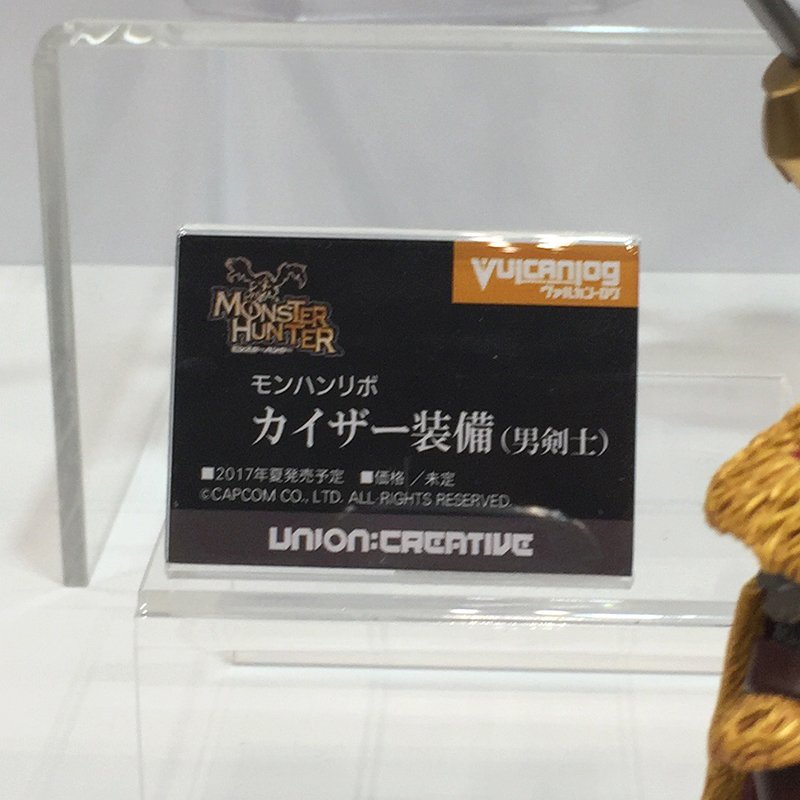 MONSTER HUNTER
モンスターハンター
Vulcanlog
ヴァルカン・ログ
モンハンリボ
カイザー装備(男剣士)
■2017年夏発売予定 ■価格/未定
©CAPCOM CO., LTD. ALL RIGHTS RESERVED.
UNION:CREATIVE